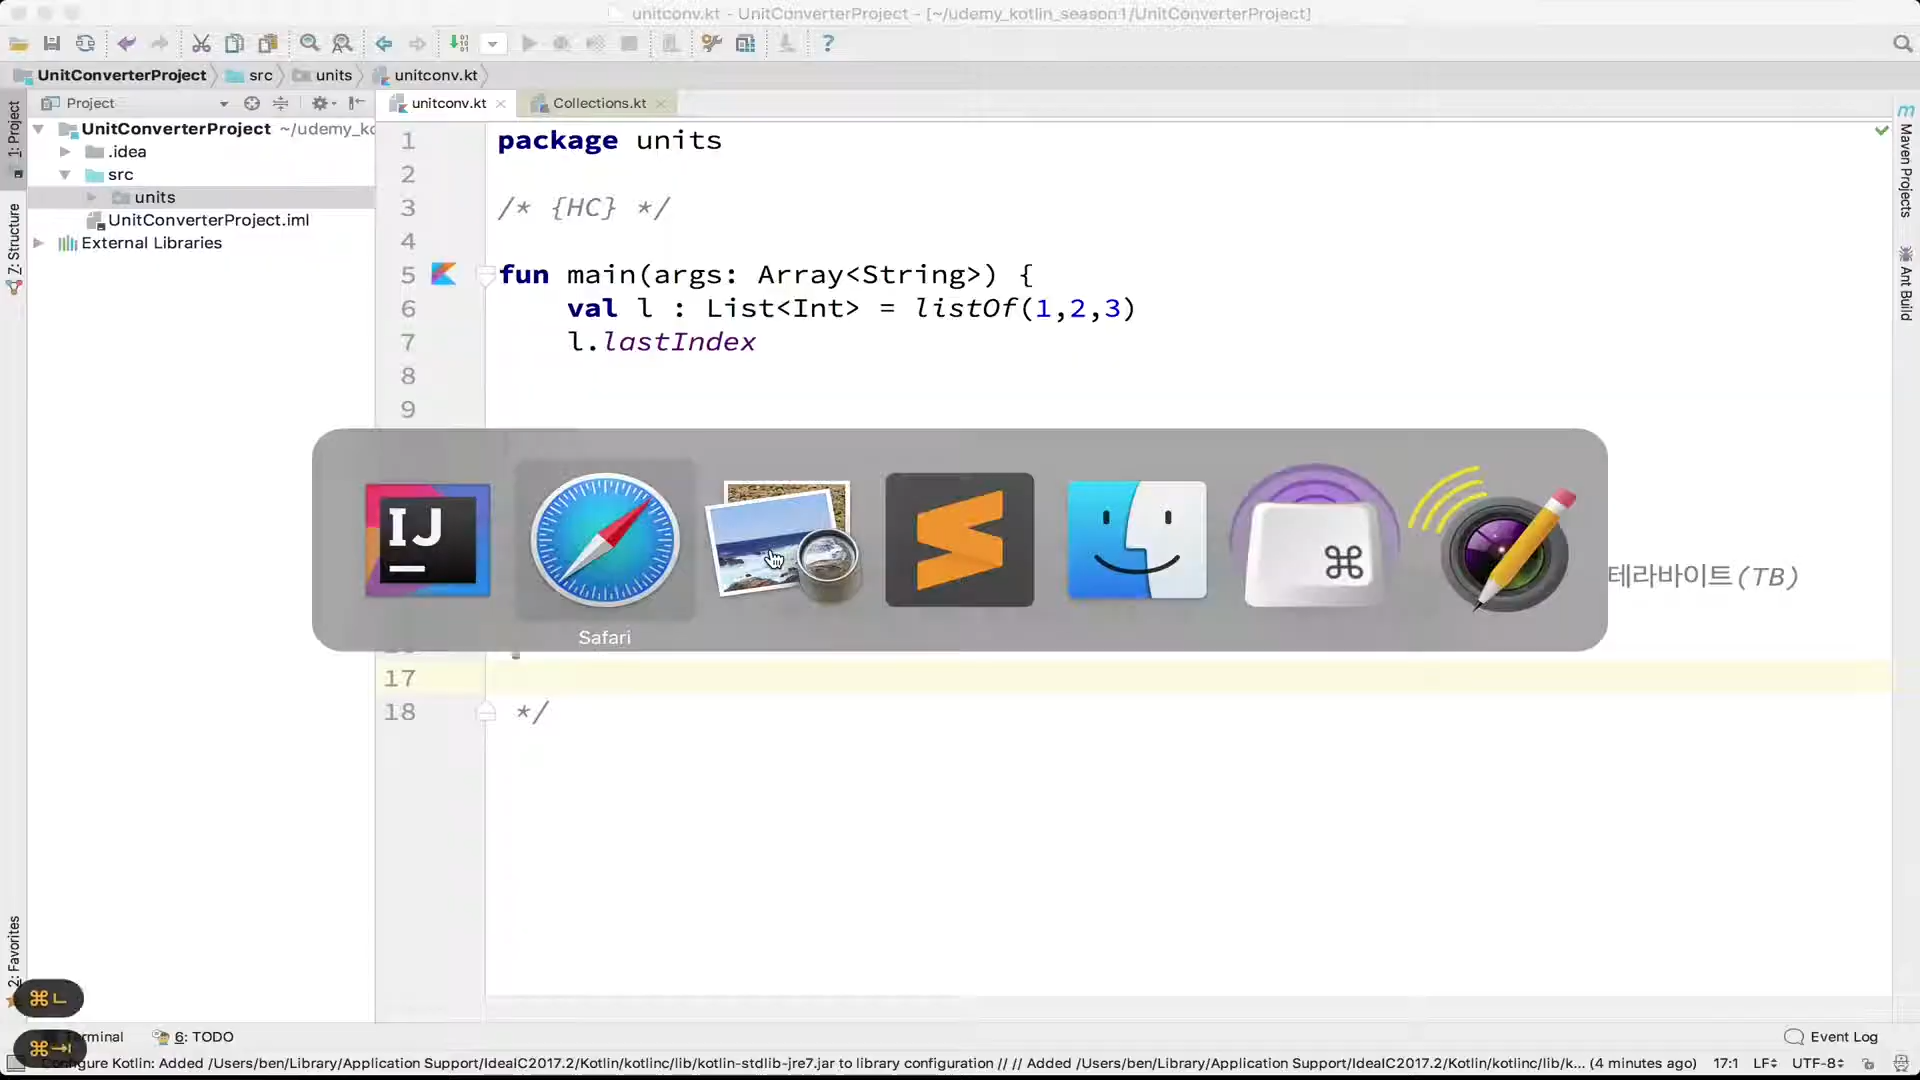 unitconv.kt - UnitConverterProject - [~/udemy_kotlin_season1/UnitConverterProject]
UnitConverterProject
src
units
unitconv.kt
Project
unitconv.kt
Collections.kt
1: Project
Z: Structure
2: Favorites
UnitConverterProject ~/udemy_kc
.idea
src
units
UnitConverterProject.iml
External Libraries
1 package units
2
3 /* {HC} */
4
5 fun main(args: Array<String>) {
6 val l : List<Int> = listOf(1,2,3)
7 l.lastIndex
8
9
IJ
Safari
⌘
테라바이트(TB)
17
18 */
m Maven Projects
Ant Build
⌘ㄴ
⌘⇥
6: TODO
Event Log
Configure Kotlin: Added /Users/ben/Library/Application Support/IdeaIC2017.2/Kotlin/kotlinc/lib/kotlin-stdlib-jre7.jar to library configuration // // Added /Users/ben/Library/Application Support/IdeaIC2017.2/Kotlin/kotlinc/lib/k... (4 minutes ago)
17:1 LF÷ UTF-8÷